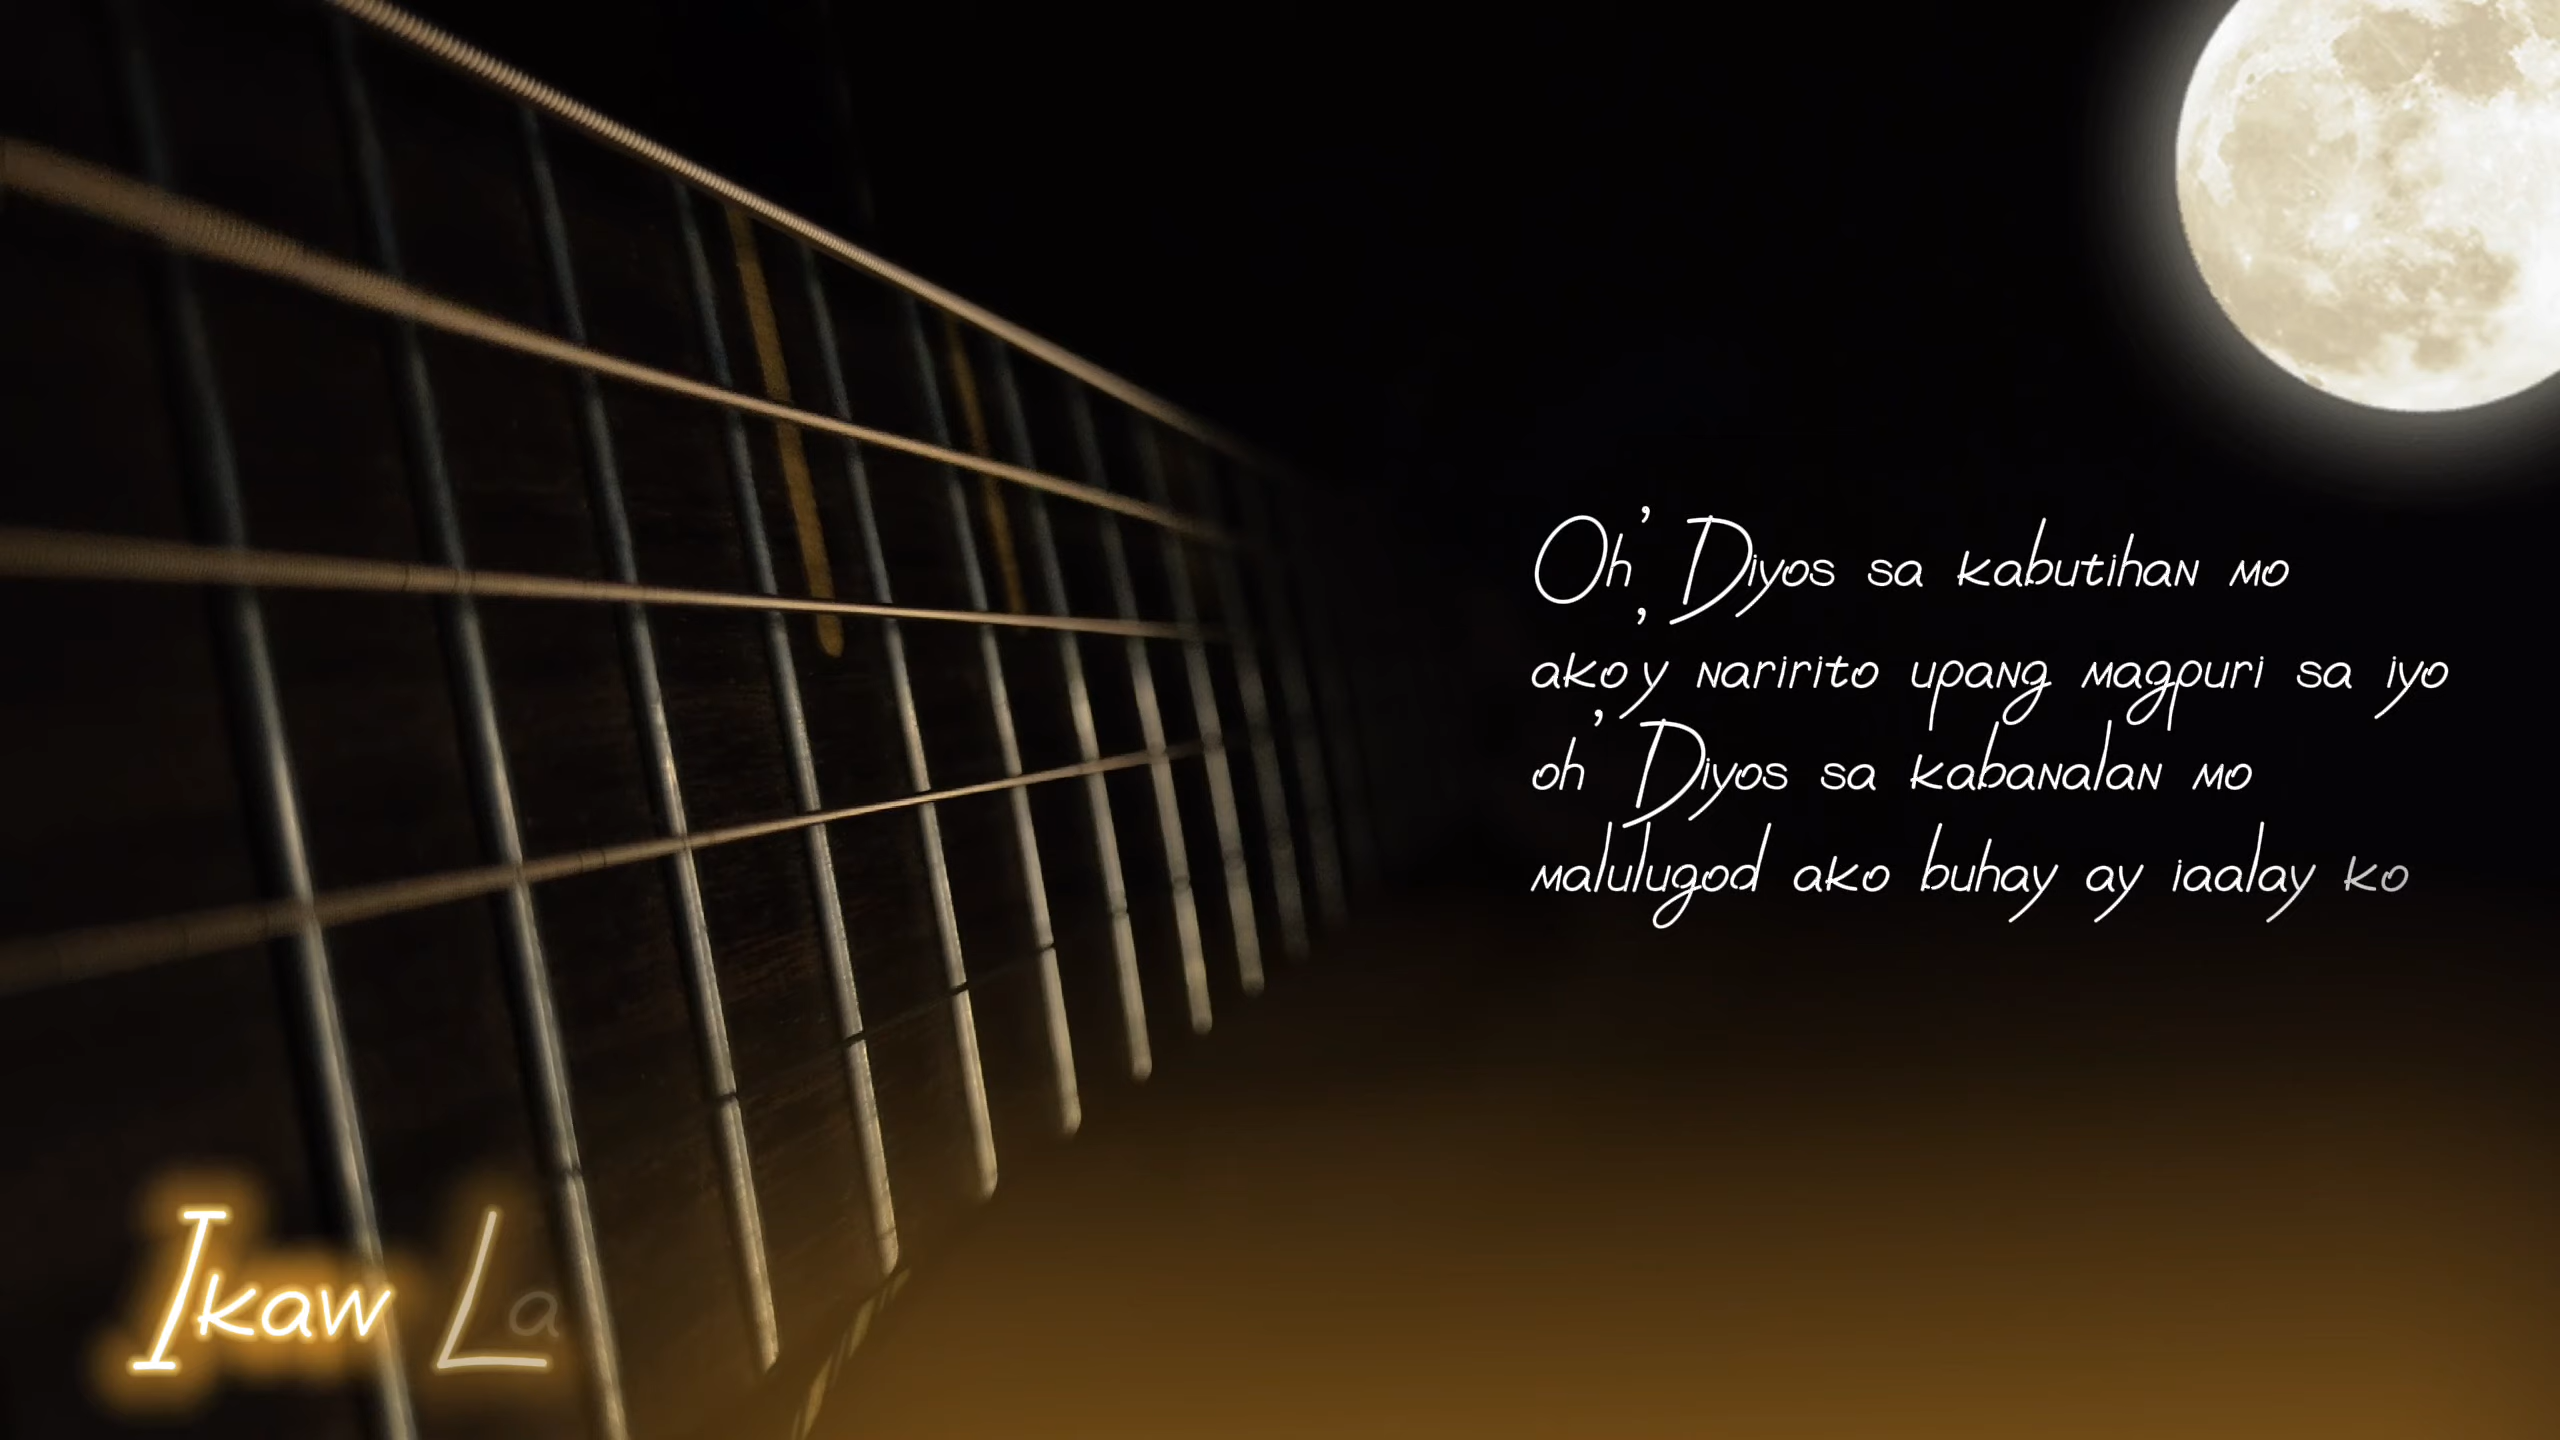 Oh' Diyos sa kabutihan mo
ako'y naririto upang magpuri sa iyo
oh' Diyos sa kabanalan mo
malulugod ako buhay ay iaalay ko
Ikaw La